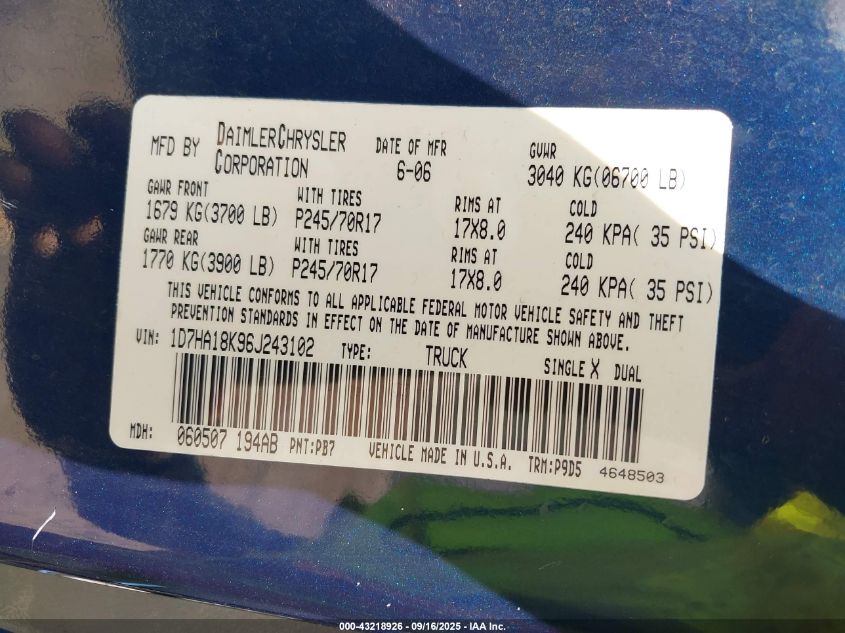 MFD BY DAIMLERCHRYSLER CORPORATION DATE OF MFR 6-06 GVWR 3040 KG(06700 LB)
GAWR FRONT WITH TIRES RIMS AT COLD
1679 KG(3700 LB) P245/70R17 17X8.0 240 KPA( 35 PSI)
GAWR REAR WITH TIRES RIMS AT COLD
1770 KG(3900 LB) P245/70R17 17X8.0 240 KPA( 35 PSI)
THIS VEHICLE CONFORMS TO ALL APPLICABLE FEDERAL MOTOR VEHICLE SAFETY AND THEFT
PREVENTION STANDARDS IN EFFECT ON THE DATE OF MANUFACTURE SHOWN ABOVE.
VIN: 1D7HA18K96J243102 TYPE: TRUCK SINGLE X DUAL
MDH: 060507 194AB PNT:PB7 VEHICLE MADE IN U.S.A. TRM:P9D5 4648503
000-43218926 - 09/16/2025 - IAA Inc.